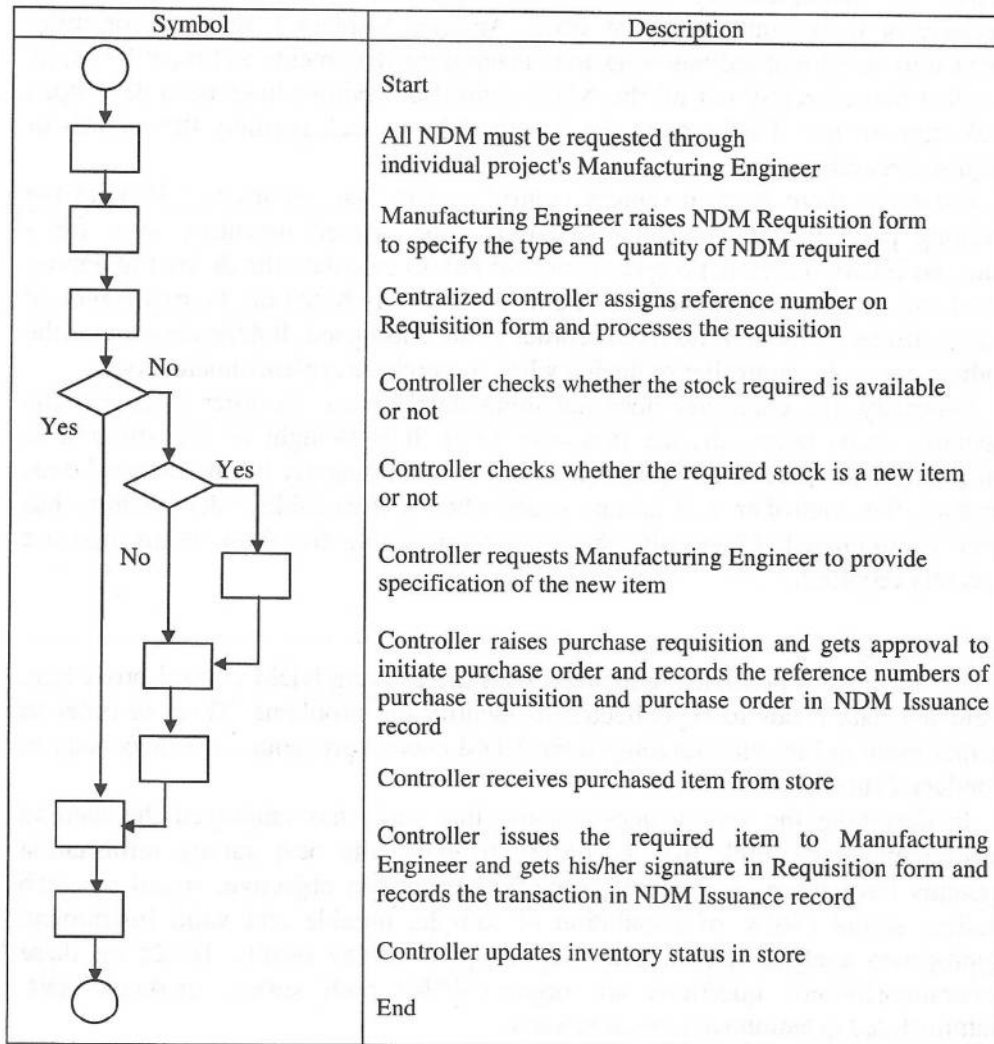 Symbol Description
Start
All NDM must be requested through
individual project's Manufacturing Engineer
Manufacturing Engineer raises NDM Requisition form
to specify the type and quantity of NDM required
Centralized controller assigns reference number on
Requisition form and processes the requisition
No
Controller checks whether the stock required is available
or not
Yes
Yes
Controller checks whether the required stock is a new item
or not
No
Controller requests Manufacturing Engineer to provide
specification of the new item
Controller raises purchase requisition and gets approval to
initiate purchase order and records the reference numbers of
purchase requisition and purchase order in NDM Issuance
record
Controller receives purchased item from store
Controller issues the required item to Manufacturing
Engineer and gets his/her signature in Requisition form and
records the transaction in NDM Issuance record
Controller updates inventory status in store
End